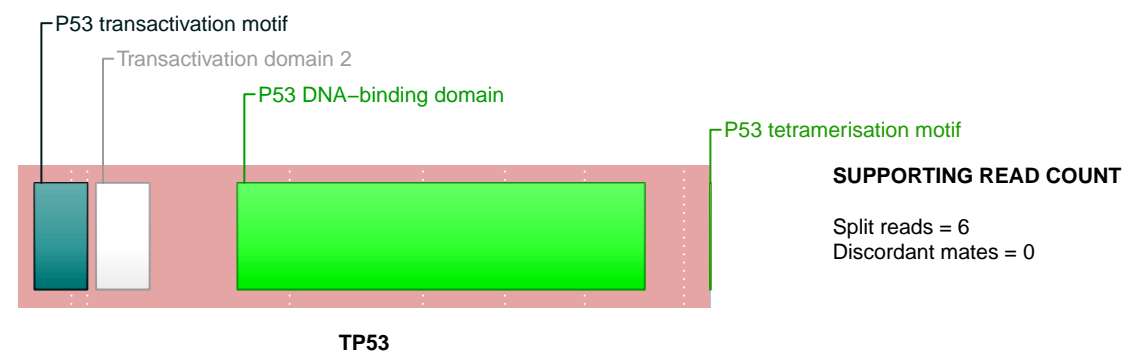 P53 transactivation motif
Transactivation domain 2
P53 DNA−binding domain
P53 tetramerisation motif
SUPPORTING READ COUNT
Split reads = 6
Discordant mates = 0
TP53